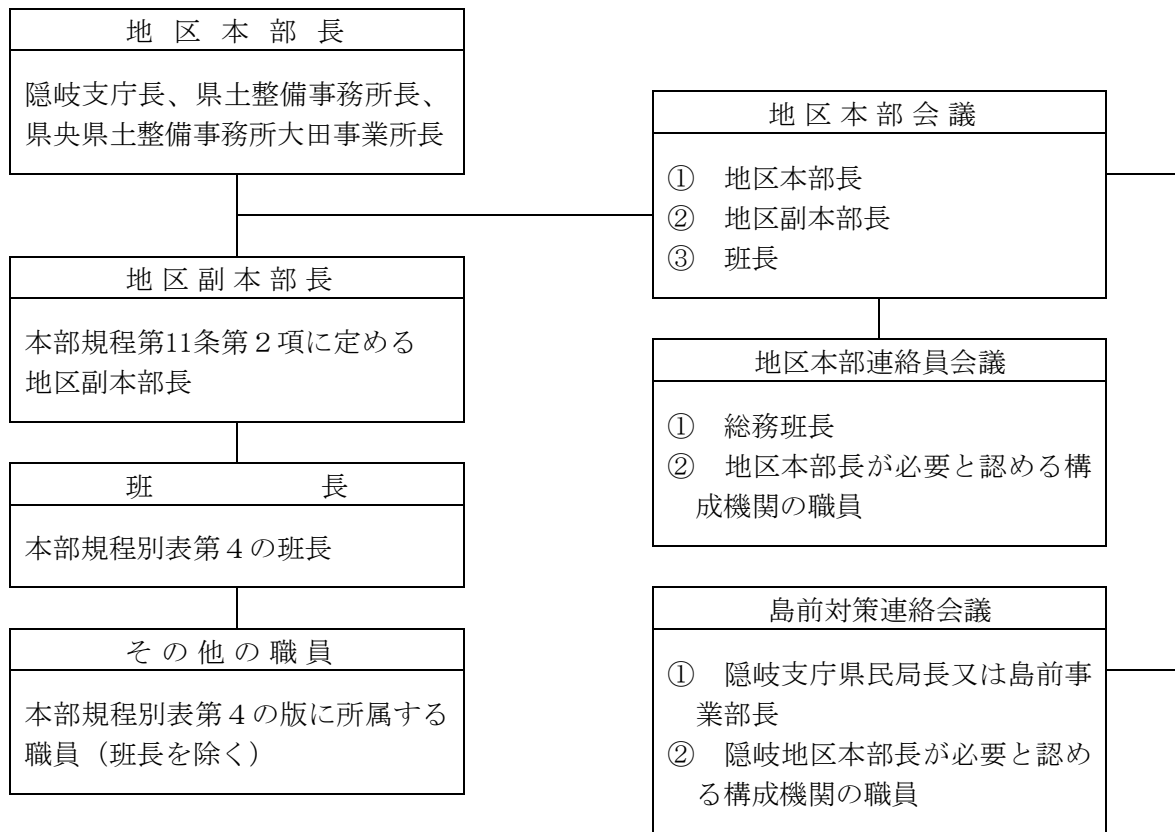 地区本部長
隠岐支庁長、県土整備事務所長、
県央県土整備事務所大田事業所長
地区副本部長
本部規程第11条第２項に定める
地区副本部長
班長
本部規程別表第４の班長
その他の職員
本部規程別表第４の版に所属する
職員（班長を除く）
地区本部会議
①　地区本部長
②　地区副本部長
③　班長
地区本部連絡員会議
①　総務班長
②　地区本部長が必要と認める構
成機関の職員
島前対策連絡会議
①　隠岐支庁県民局長又は島前事
業部長
②　隠岐地区本部長が必要と認め
る構成機関の職員